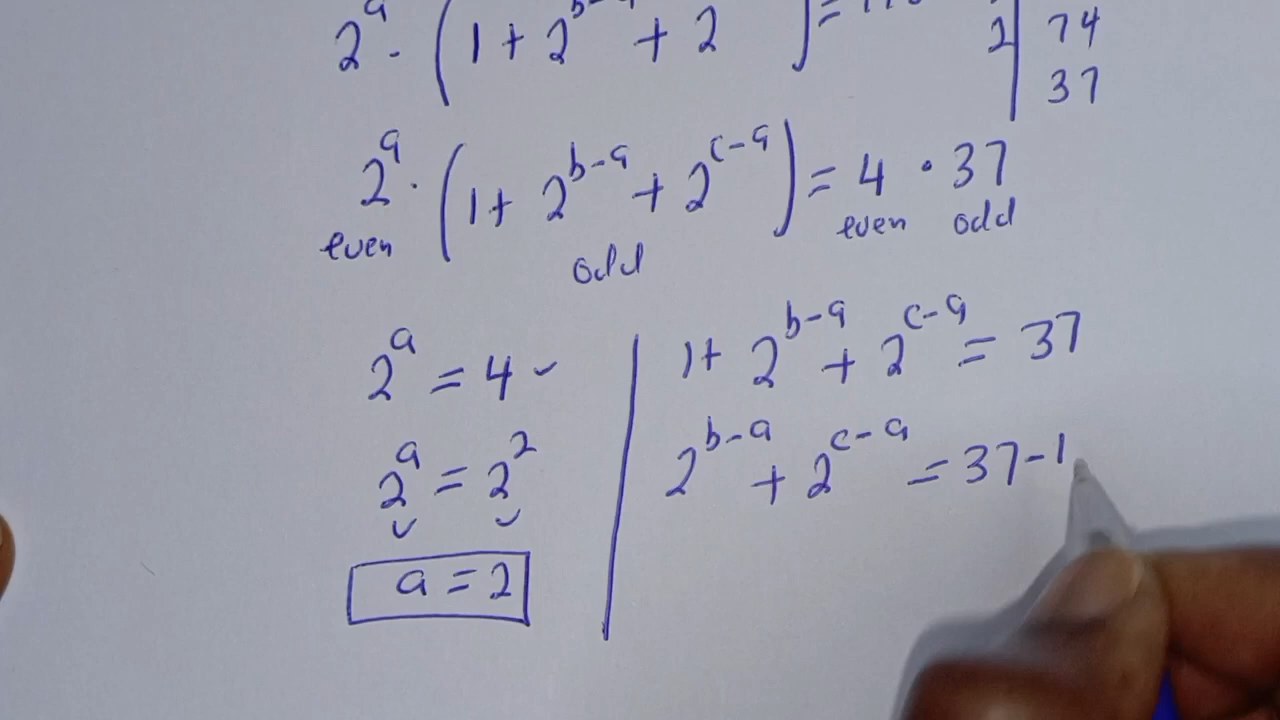 2^a · (1 + 2^b-a + 2 ) =
2 | 74
37
2^a · (1 + 2^b-a + 2^c-a) = 4 · 37
even odd even odd
2^a = 4 ✓
2^a = 2^2
a = 2
1 + 2^b-a + 2^c-a = 37
2^b-a + 2^c-a = 37 - 1